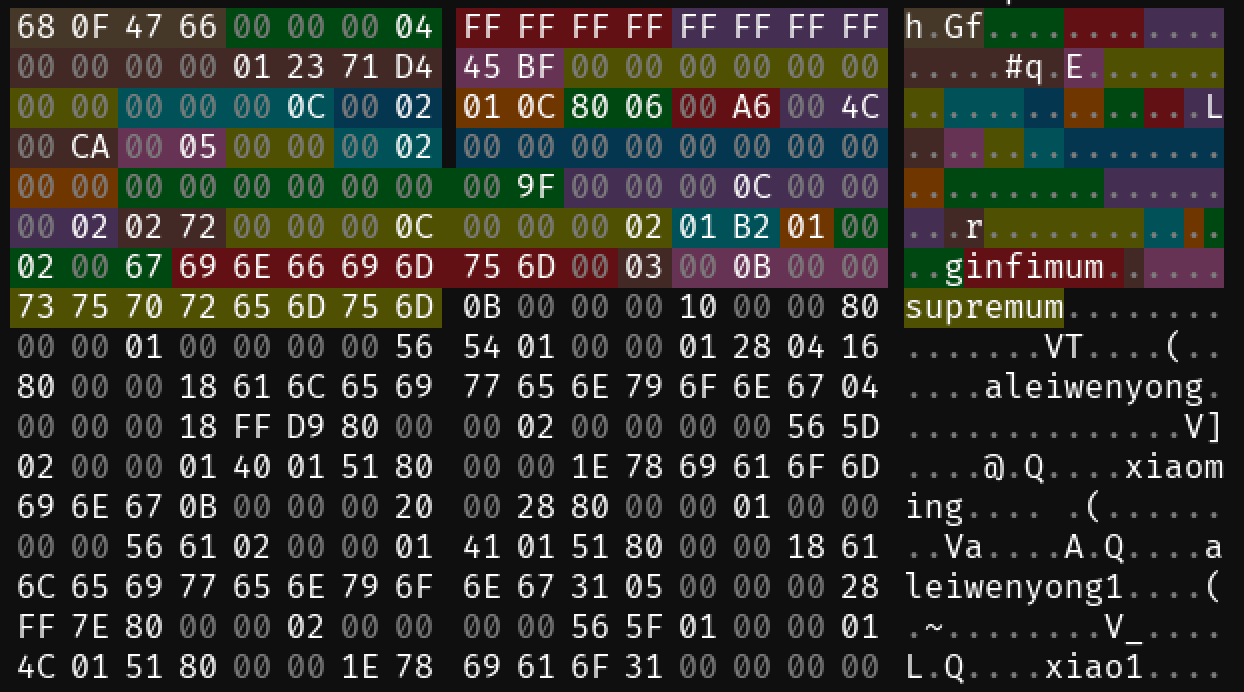 68 0F 47 66 00 00 00 04 FF FF FF FF FF FF FF FF h.Gf............
00 00 00 00 01 23 71 D4 45 BF 00 00 00 00 00 00 .....#q.E.......
00 00 00 00 00 0C 00 02 01 0C 80 06 00 A6 00 4C ...............L
00 CA 00 05 00 00 00 02 00 00 00 00 00 00 00 00 ................
00 00 00 00 00 00 00 00 00 9F 00 00 00 0C 00 00 ................
00 02 02 72 00 00 00 0C 00 00 00 02 01 B2 01 00 ...r............
02 00 67 69 6E 66 69 6D 75 6D 00 03 00 0B 00 00 ..ginfimum......
73 75 70 72 65 6D 75 6D 0B 00 00 00 10 00 00 80 supremum........
00 00 01 00 00 00 00 56 54 01 00 00 01 28 04 16 .......VT....(..
80 00 00 18 61 6C 65 69 77 65 6E 79 6F 6E 67 04 ....aleiwenyong.
00 00 00 18 FF D9 80 00 00 02 00 00 00 00 56 5D ..............V]
02 00 00 01 40 01 51 80 00 00 1E 78 69 61 6F 6D ....@.Q....xiaom
69 6E 67 0B 00 00 00 20 00 28 80 00 00 01 00 00 ing.... .(......
00 00 56 61 02 00 00 01 41 01 51 80 00 00 18 61 ..Va....A.Q....a
6C 65 69 77 65 6E 79 6F 6E 67 31 05 00 00 00 28 leiwenyong1....(
FF 7E 80 00 00 02 00 00 00 00 56 5F 01 00 00 01 .~........V_....
4C 01 51 80 00 00 1E 78 69 61 6F 31 00 00 00 00 L.Q....xiao1....